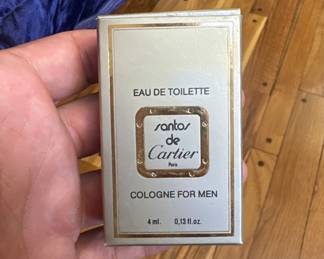 EAU DE TOILETTE
santos
de
Cartier
Paris
COLOGNE FOR MEN
4 ml. 0,13 fl.oz.